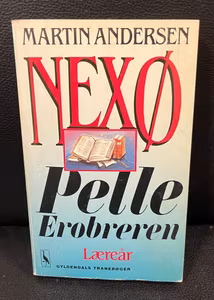 MARTIN ANDERSEN
NEXØ
Pelle
Erobreren
Læreår
GYLDENDALS TRANEBØGER